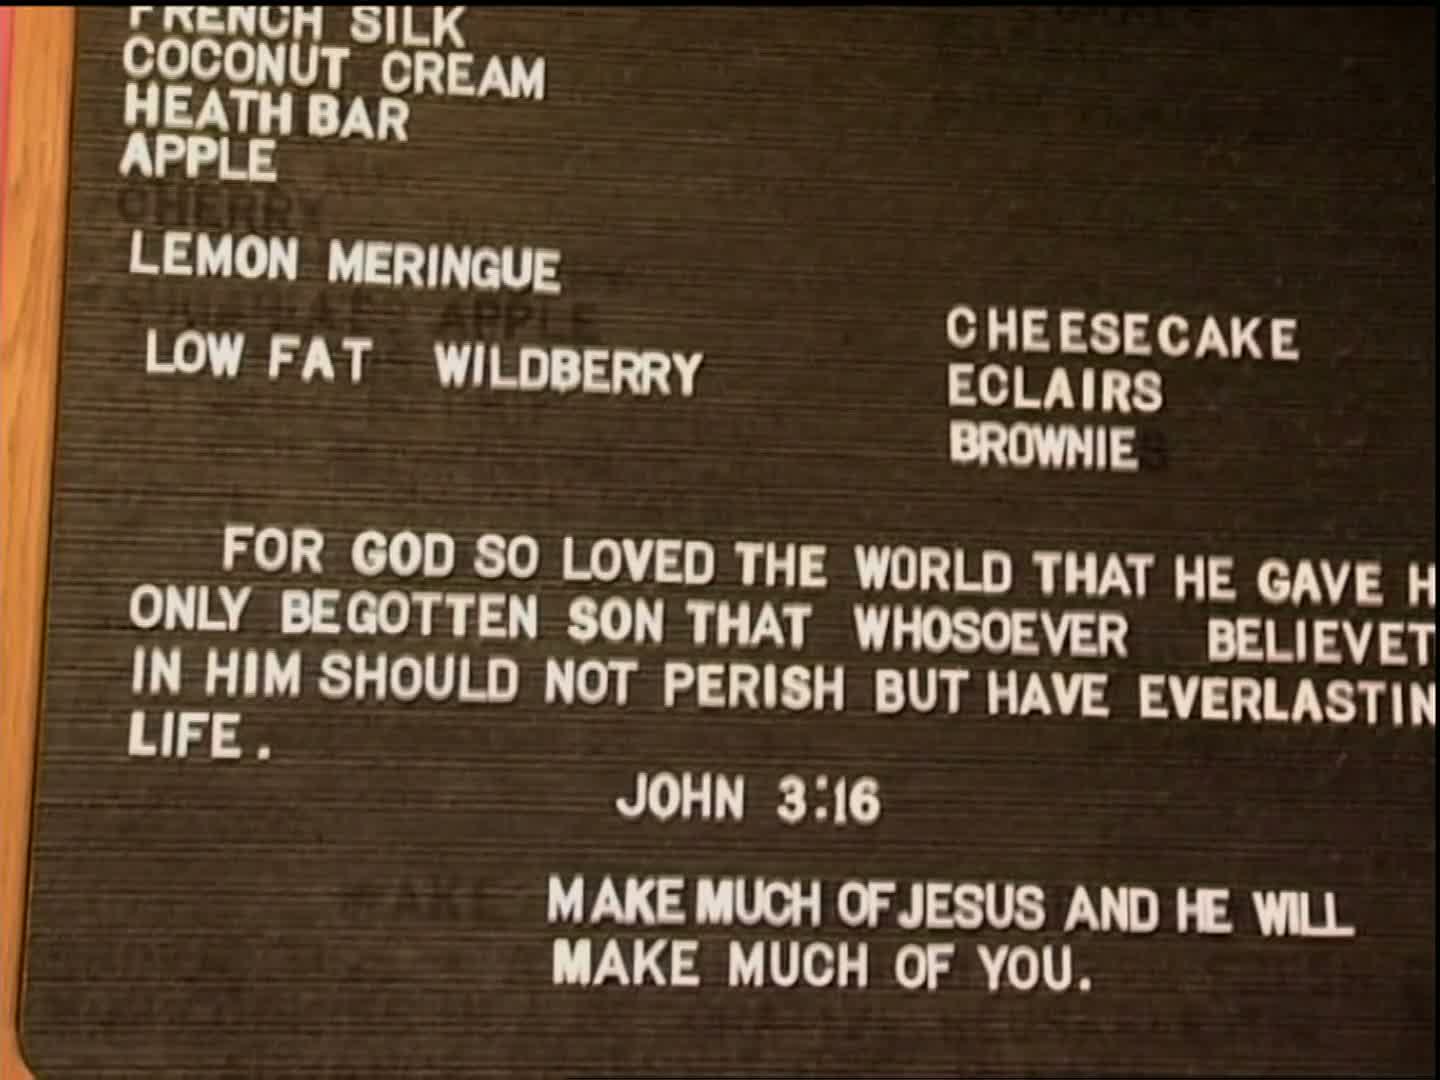 FRENCH SILK
COCONUT CREAM
HEATH BAR
APPLE
CHERRY
LEMON MERINGUE
APPLE
LOW FAT WILDBERRY
CHEESECAKE
ECLAIRS
BROWNIE
FOR GOD SO LOVED THE WORLD THAT HE GAVE H
ONLY BEGOTTEN SON THAT WHOSOEVER BELIEVET
IN HIM SHOULD NOT PERISH BUT HAVE EVERLASTIN
LIFE.
JOHN 3:16
MAKE MUCH OF JESUS AND HE WILL
MAKE MUCH OF YOU.